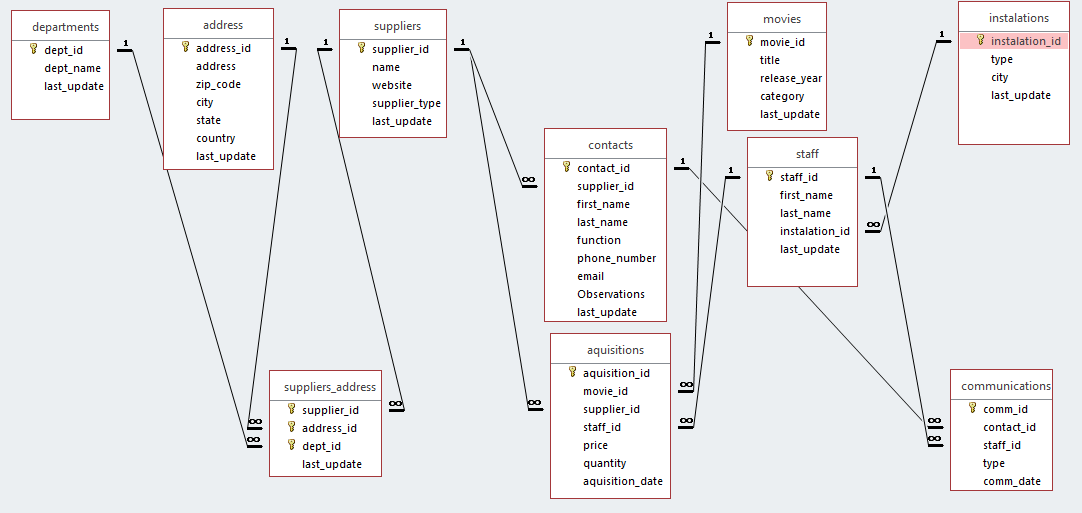 departments
dept_id
dept_name
last_update
address
address_id
address
zip_code
city
state
country
last_update
suppliers
supplier_id
name
website
supplier_type
last_update
movies
movie_id
title
release_year
category
last_update
instalations
instalation_id
type
city
last_update
contacts
contact_id
supplier_id
first_name
last_name
function
phone_number
email
Observations
last_update
staff
staff_id
first_name
last_name
instalation_id
last_update
suppliers_address
supplier_id
address_id
dept_id
last_update
aquisitions
aquisition_id
movie_id
supplier_id
staff_id
price
quantity
aquisition_date
communications
comm_id
contact_id
staff_id
type
comm_date
1
1
1
1
1
1
1
1
1
∞
∞
∞
∞
∞
∞
∞
∞
∞